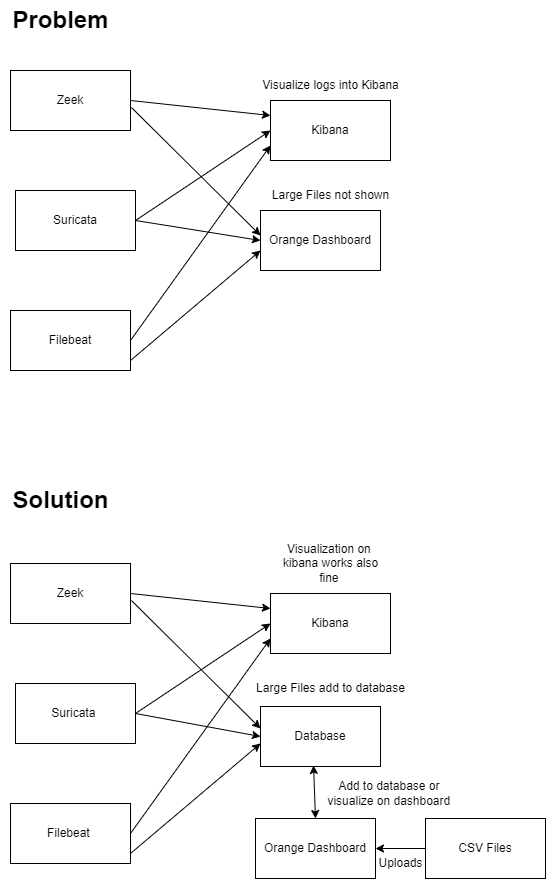 Problem
Visualize logs into Kibana
Zeek
Kibana
Large Files not shown
Suricata
Orange Dashboard
Filebeat
Solution
Visualization on
kibana works also
fine
Zeek
Kibana
Large Files add to database
Suricata
Database
Add to database or
visualize on dashboard
Filebeat
Orange Dashboard
CSV Files
Uploads